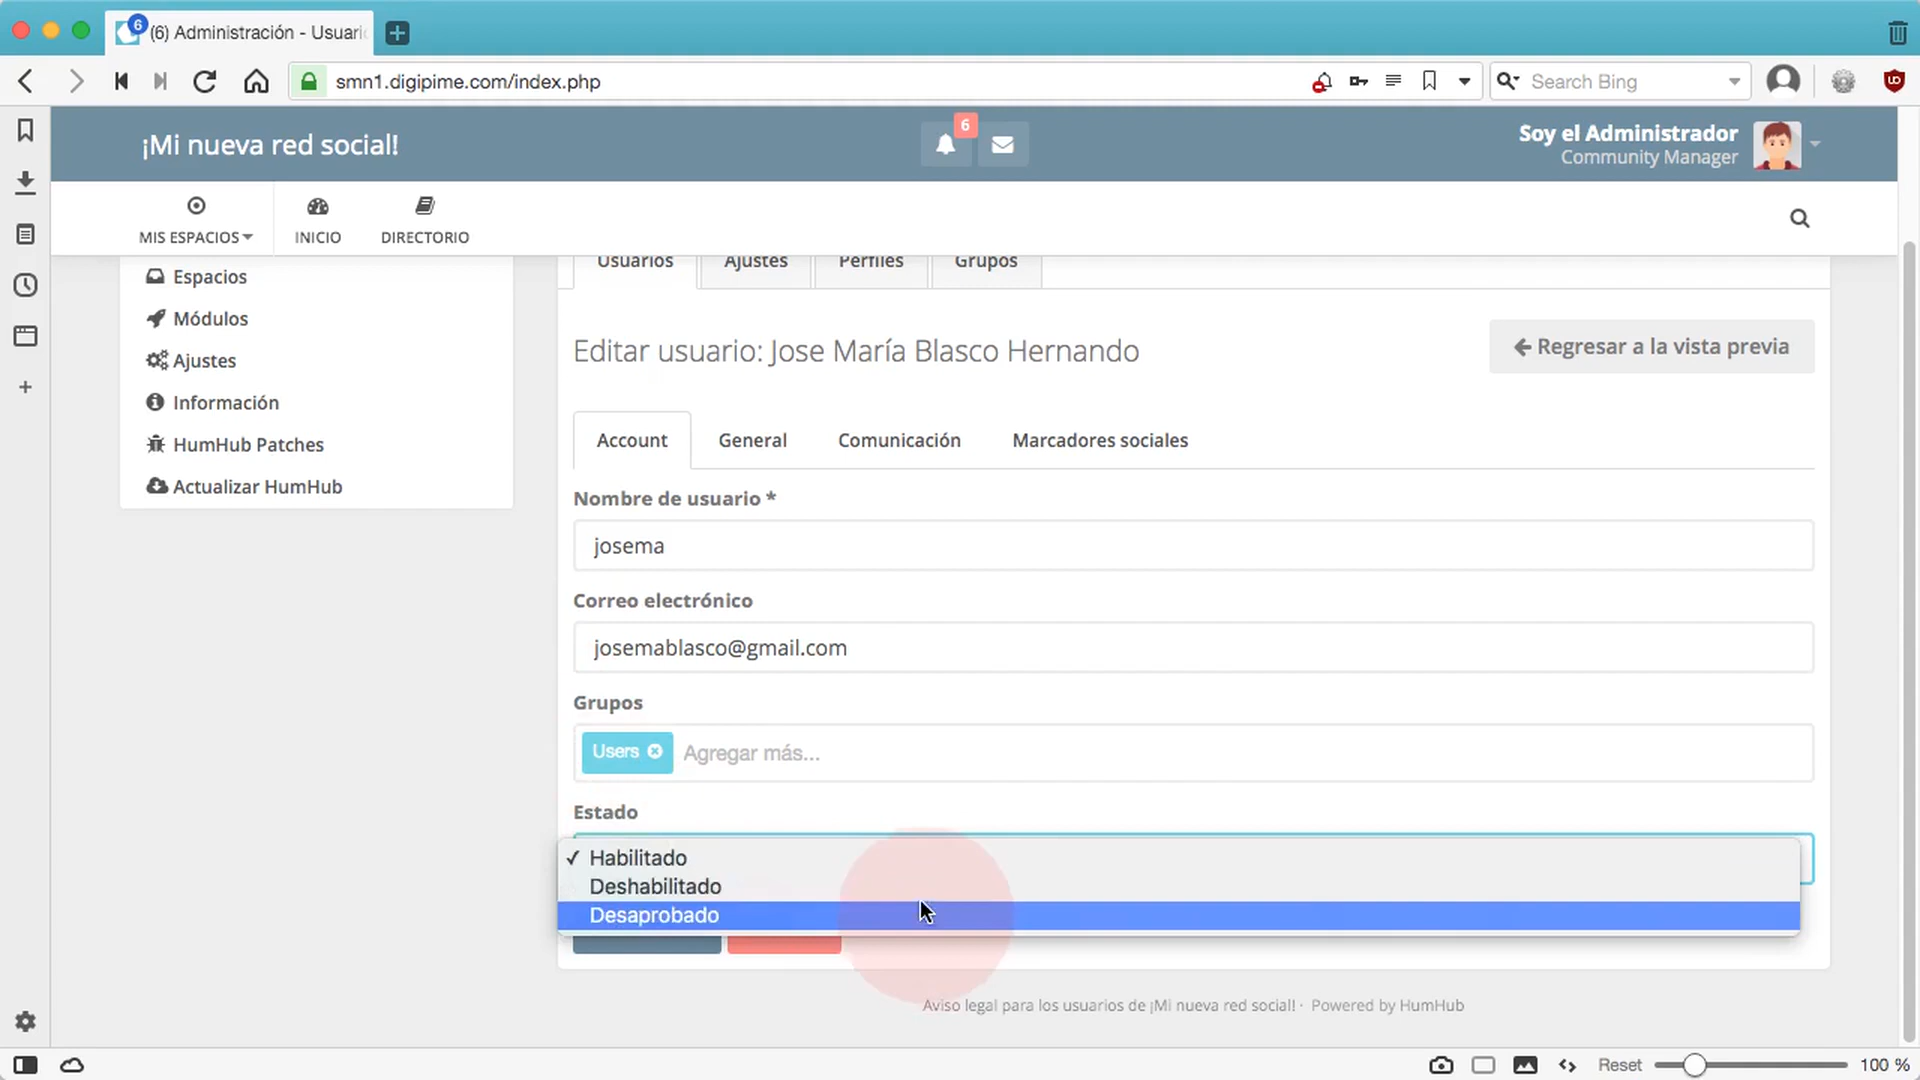 6
(6) Administración - Usuari
smn1.digipime.com/index.php
Search Bing
¡Mi nueva red social!
6
Soy el Administrador
Community Manager
MIS ESPACIOS
INICIO
DIRECTORIO
Espacios
Módulos
Ajustes
Información
HumHub Patches
Actualizar HumHub
Usuarios
Ajustes
Perfiles
Grupos
Editar usuario: Jose María Blasco Hernando
Regresar a la vista previa
Account
General
Comunicación
Marcadores sociales
Nombre de usuario *
josema
Correo electrónico
josemablasco@gmail.com
Grupos
Users
Agregar más...
Estado
✓ Habilitado
Deshabilitado
Desaprobado
Aviso legal para los usuarios de ¡Mi nueva red social! · Powered by HumHub
Reset
100 %